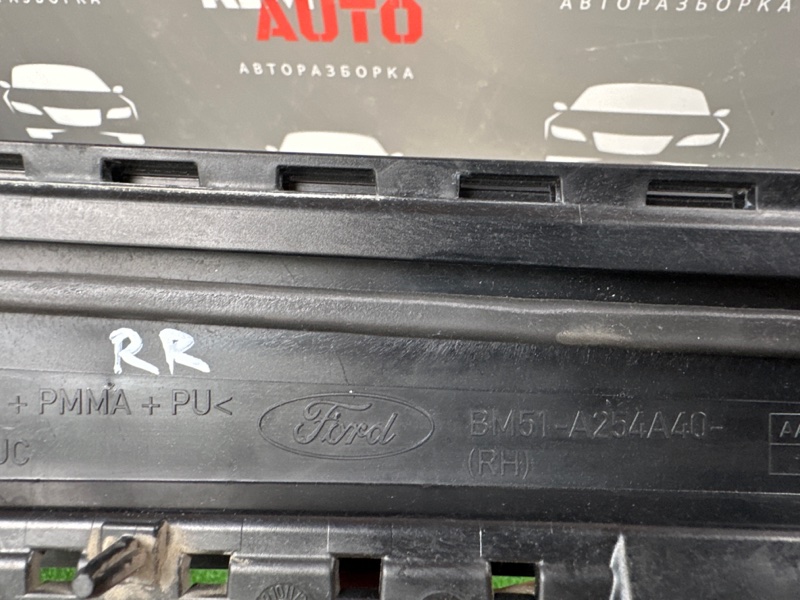 AUTO
АВТОРАЗБОРКА
АВТОРАЗБОРКА
RR
+ PMMA + PU<
Ford
BM51-A254A40-
(RH)